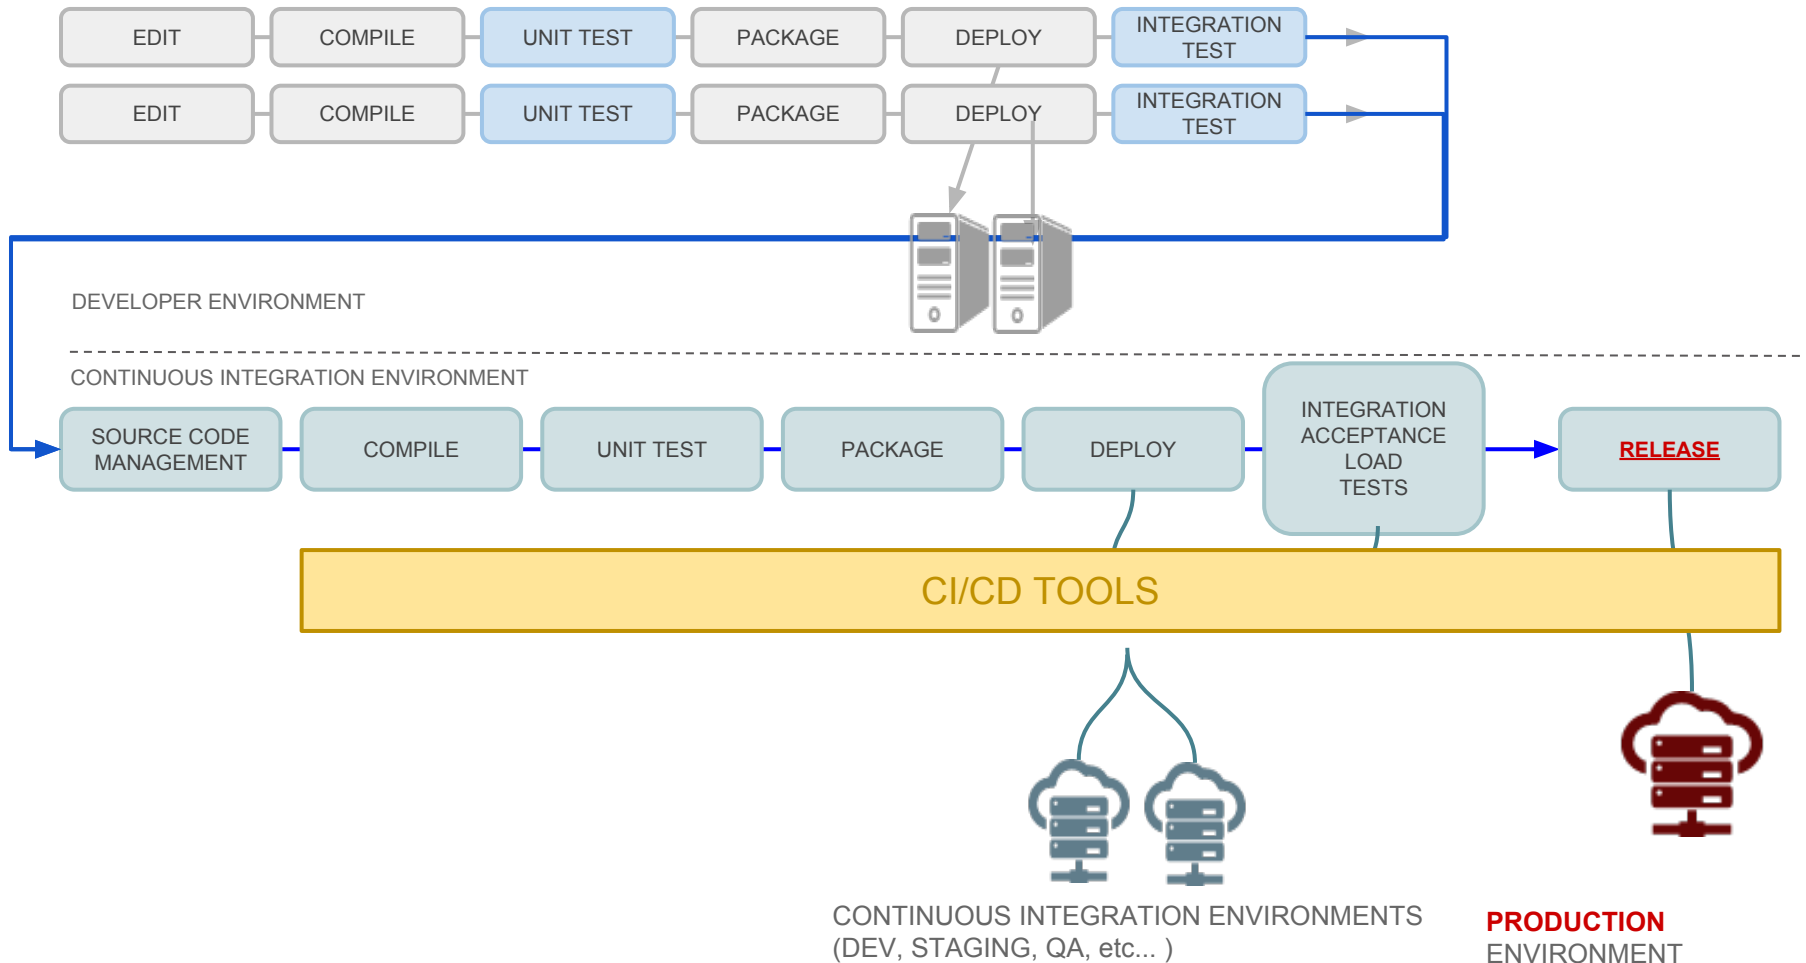 EDIT
COMPILE
UNIT TEST
PACKAGE
DEPLOY
INTEGRATION
TEST
EDIT
COMPILE
UNIT TEST
PACKAGE
DEPLOY
INTEGRATION
TEST
DEVELOPER ENVIRONMENT
CONTINUOUS INTEGRATION ENVIRONMENT
SOURCE CODE
MANAGEMENT
COMPILE
UNIT TEST
PACKAGE
DEPLOY
INTEGRATION
ACCEPTANCE
LOAD
TESTS
RELEASE
CI/CD TOOLS
CONTINUOUS INTEGRATION ENVIRONMENTS
(DEV, STAGING, QA, etc... )
PRODUCTION
ENVIRONMENT